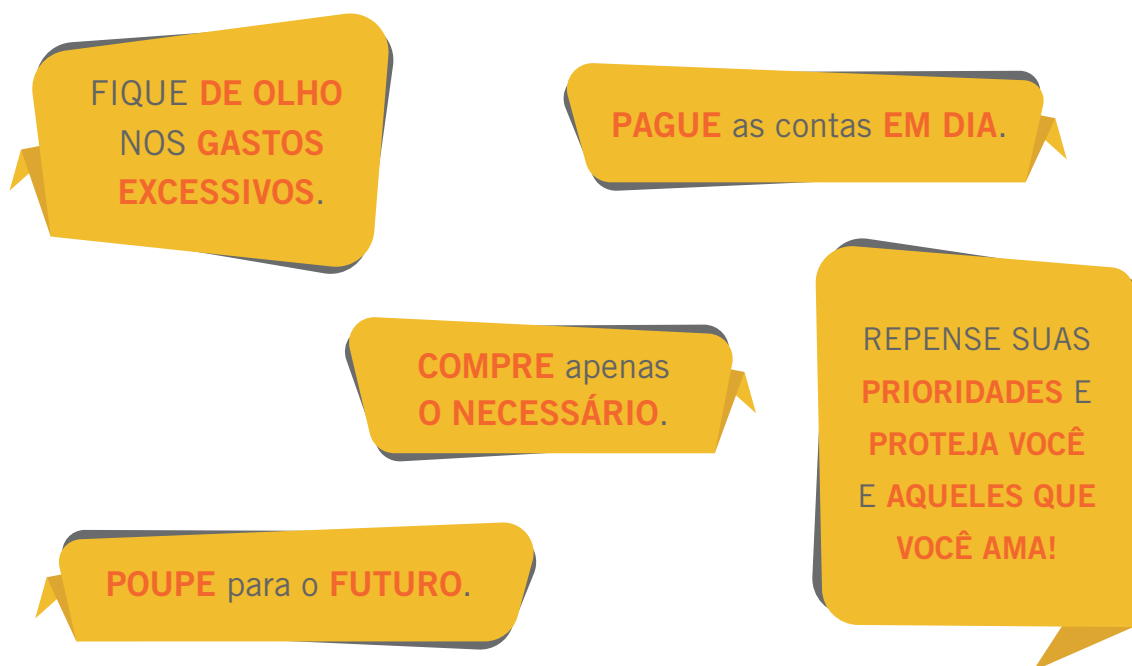 FIQUE DE OLHO
NOS GASTOS
EXCESSIVOS.
PAGUE as contas EM DIA.
COMPRE apenas
O NECESSÁRIO.
REPENSE SUAS
PRIORIDADES E
PROTEJA VOCÊ
E AQUELES QUE
VOCÊ AMA!
POUPE para o FUTURO.